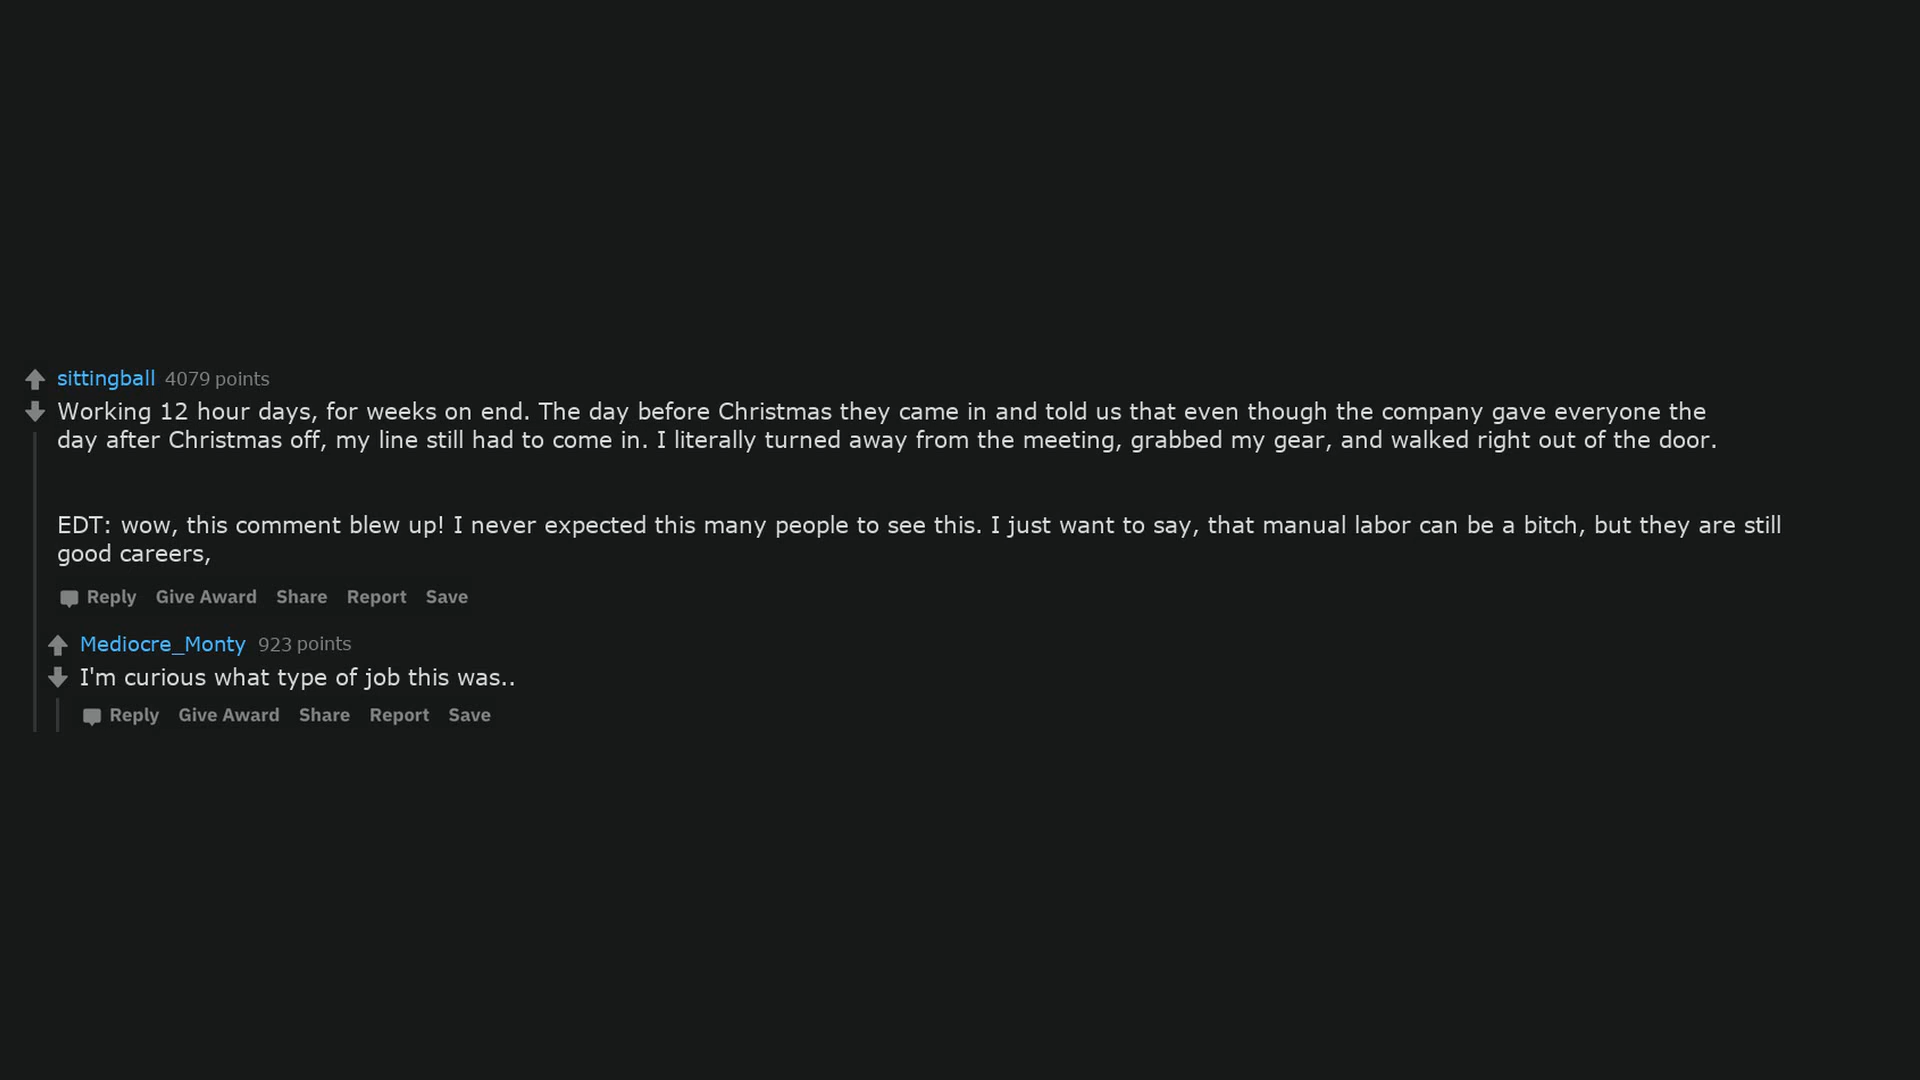 sittingball 4079 points
Working 12 hour days, for weeks on end. The day before Christmas they came in and told us that even though the company gave everyone the
day after Christmas off, my line still had to come in. I literally turned away from the meeting, grabbed my gear, and walked right out of the door.
EDT: wow, this comment blew up! I never expected this many people to see this. I just want to say, that manual labor can be a bitch, but they are still
good careers,
Reply Give Award Share Report Save
Mediocre_Monty 923 points
I'm curious what type of job this was..
Reply Give Award Share Report Save